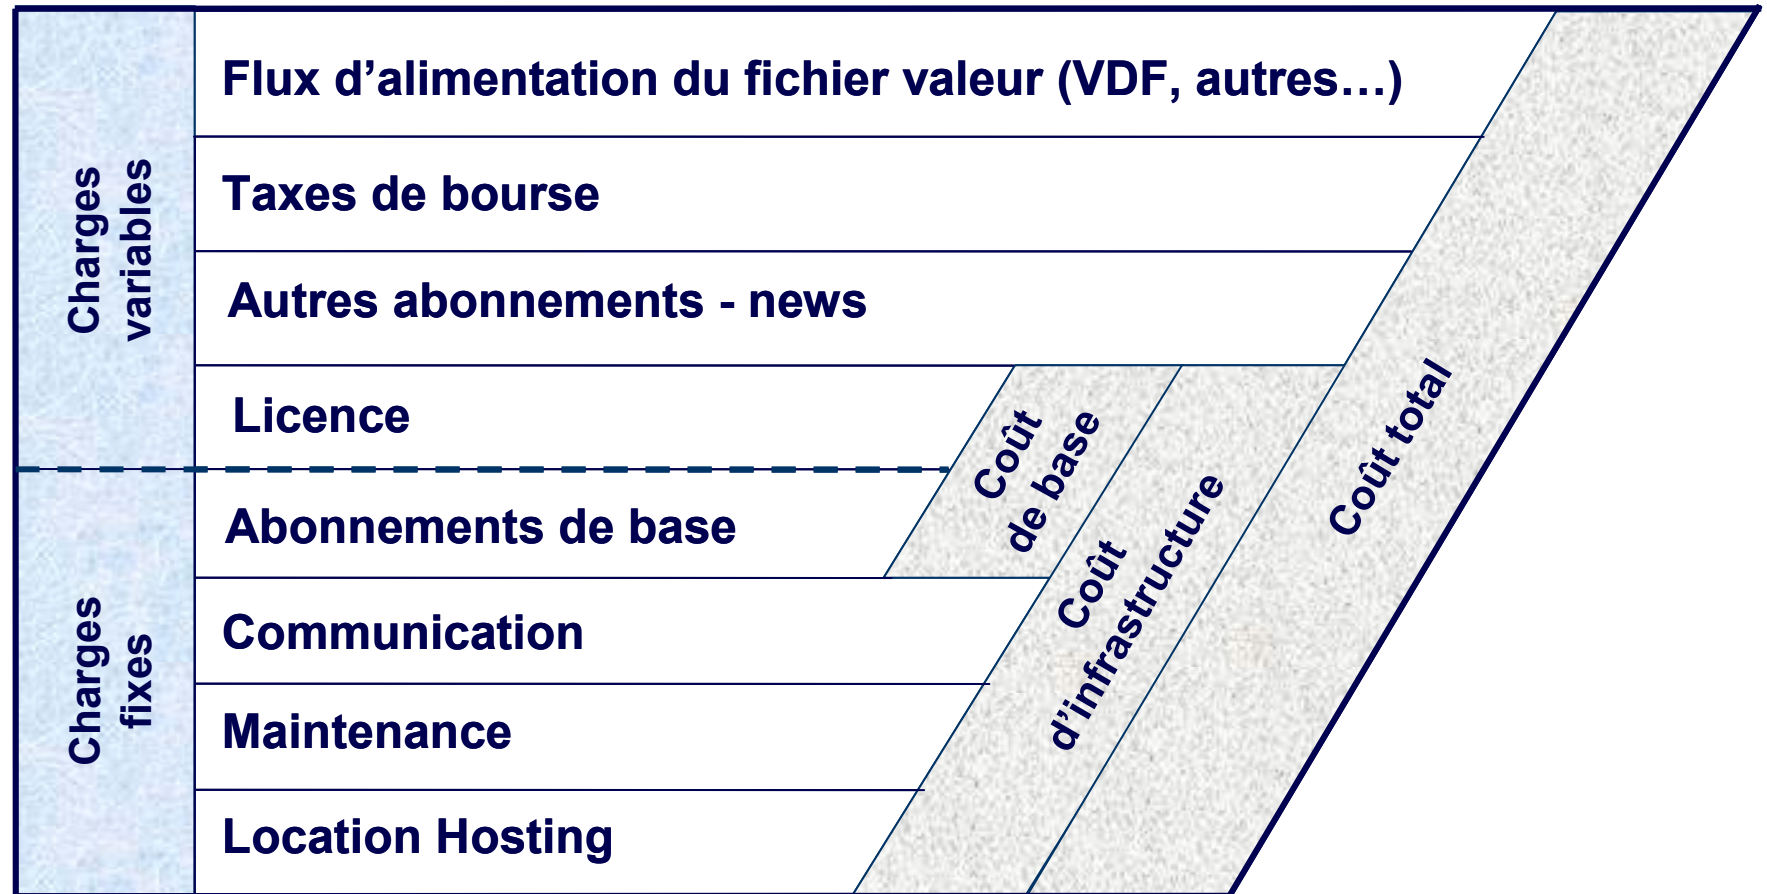 Charges
variables
Flux d’alimentation du fichier valeur (VDF, autres…)
Taxes de bourse
Autres abonnements - news
Licence
Charges
fixes
Abonnements de base
Communication
Maintenance
Location Hosting
Coût
de base
Coût
d'infrastructure
Coût total